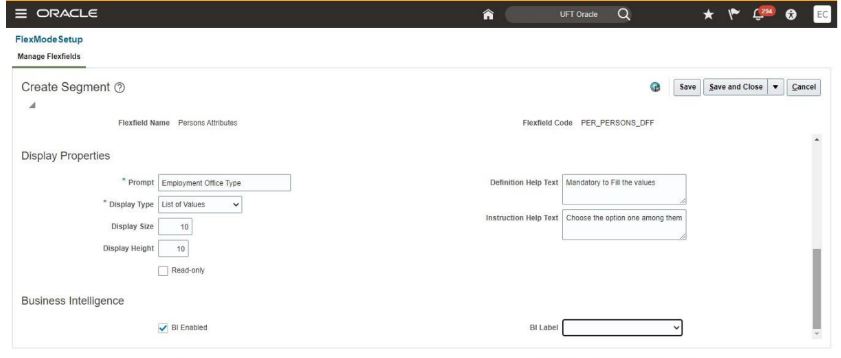 ORACLE
UFT Oracle
294
EC
FlexModeSetup
Manage Flexfields
Create Segment
Save
Save and Close
Cancel
Flexfield Name Persons Attributes
Flexfield Code PER_PERSONS_DFF
Display Properties
* Prompt Employment Office Type
Definition Help Text Mandatory to Fill the values
* Display Type List of Values
Instruction Help Text Choose the option one among them
Display Size 10
Display Height 10
Read-only
Business Intelligence
BI Enabled
BI Label